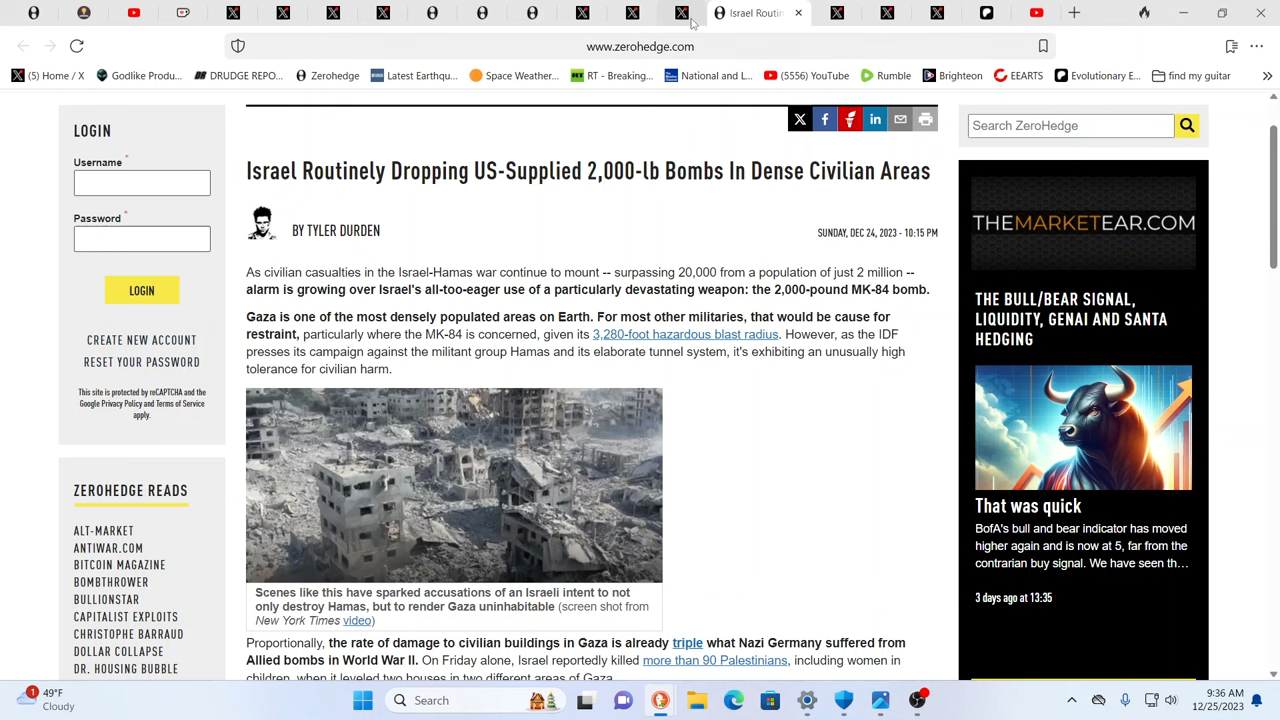 Israel Routin
www.zerohedge.com
(5) Home / X
Godlike Produ...
DRUDGE REPO...
Zerohedge
Latest Earthqu...
Space Weather...
RT - Breaking...
National and L...
(5556) YouTube
Rumble
Brighteon
EEARTS
Evolutionary E...
find my guitar
LOGIN
Username *
Password *
LOGIN
CREATE NEW ACCOUNT
RESET YOUR PASSWORD
This site is protected by reCAPTCHA and the
Google Privacy Policy and Terms of Service
apply.
ZEROHEDGE READS
ALT-MARKET
ANTIWAR.COM
BITCOIN MAGAZINE
BOMBTHROWER
BULLIONSTAR
CAPITALIST EXPLOITS
CHRISTOPHE BARRAUD
DOLLAR COLLAPSE
DR. HOUSING BUBBLE
Israel Routinely Dropping US-Supplied 2,000-lb Bombs In Dense Civilian Areas
BY TYLER DURDEN
SUNDAY, DEC 24, 2023 - 10:15 PM
As civilian casualties in the Israel-Hamas war continue to mount -- surpassing 20,000 from a population of just 2 million --
alarm is growing over Israel's all-too-eager use of a particularly devastating weapon: the 2,000-pound MK-84 bomb.
Gaza is one of the most densely populated areas on Earth. For most other militaries, that would be cause for
restraint, particularly where the MK-84 is concerned, given its 3,280-foot hazardous blast radius. However, as the IDF
presses its campaign against the militant group Hamas and its elaborate tunnel system, it's exhibiting an unusually high
tolerance for civilian harm.
Scenes like this have sparked accusations of an Israeli intent to not
only destroy Hamas, but to render Gaza uninhabitable (screen shot from
New York Times video)
Proportionally, the rate of damage to civilian buildings in Gaza is already triple what Nazi Germany suffered from
Allied bombs in World War II. On Friday alone, Israel reportedly killed more than 90 Palestinians, including women in
children, when it leveled two houses in two different areas of Gaza.
Search ZeroHedge
THEMARKETEAR.COM
THE BULL/BEAR SIGNAL,
LIQUIDITY, GENAI AND SANTA
HEDGING
That was quick
BofA's bull and bear indicator has moved
higher again and is now at 5, far from the
contrarian buy signal. We have seen th...
3 days ago at 13:35
1
49°F
Cloudy
Search
9:36 AM
12/25/2023